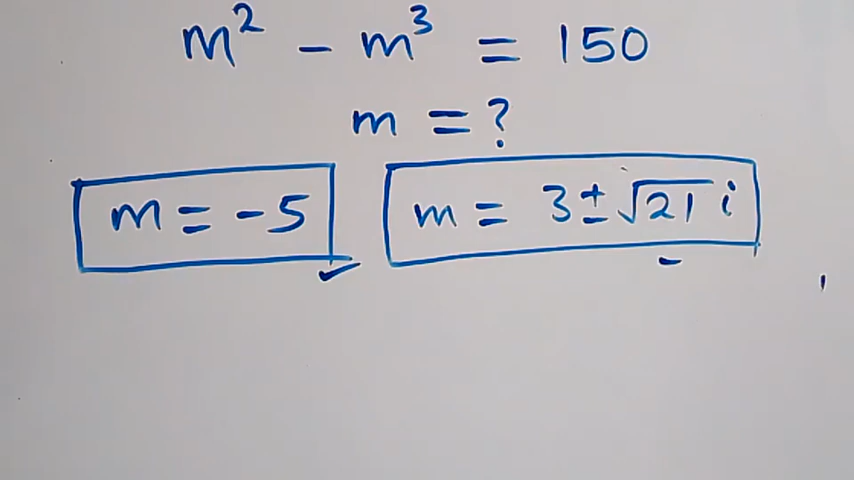 m² - m³ = 150
m = ?
m = -5 m = 3 ± √21 i